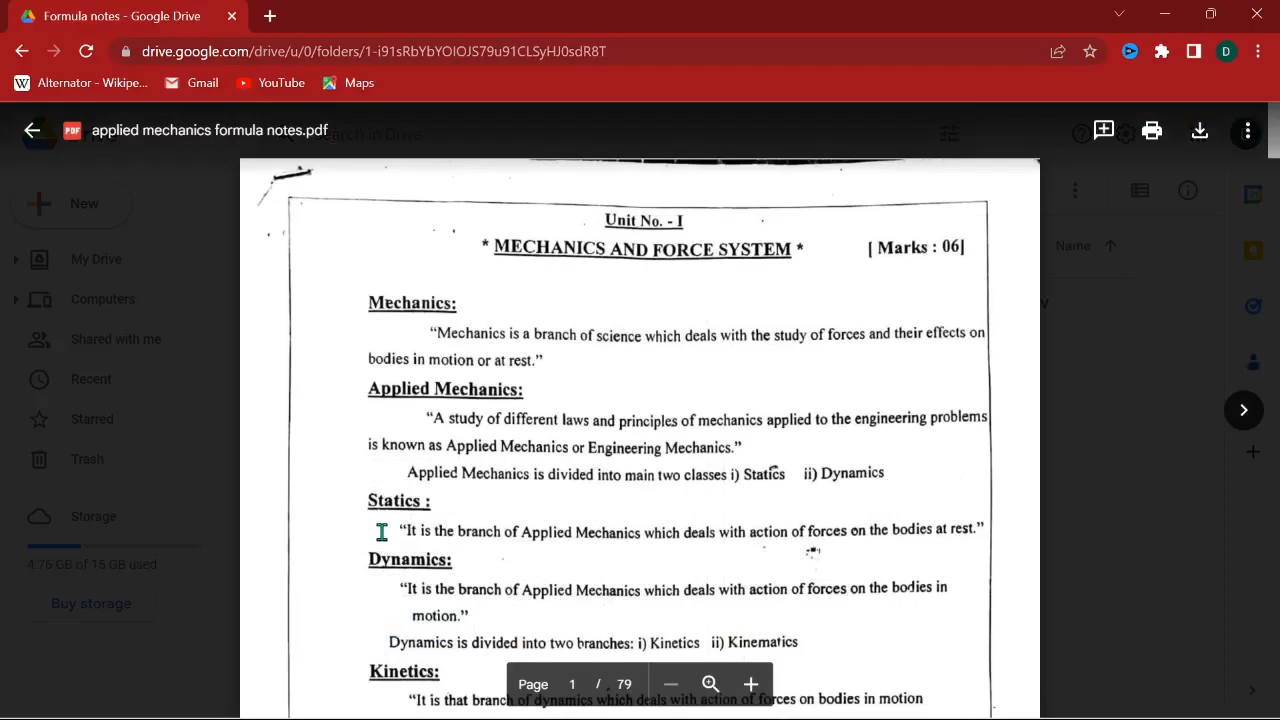 Formula notes - Google Drive
drive.google.com/drive/u/0/folders/1-i91sRbYbYOlOJS79u91CLSyHJ0sdR8T
D
W Alternator - Wikipe... Gmail YouTube Maps
PDF applied mechanics formula notes.pdf
Search in Drive
New
My Drive
Computers
Shared with me
Recent
Starred
Trash
Storage
4.76 GB of 15 GB used
Buy storage
Name
Unit No. - I
* MECHANICS AND FORCE SYSTEM * [ Marks : 06]
Mechanics:
“Mechanics is a branch of science which deals with the study of forces and their effects on
bodies in motion or at rest.”
Applied Mechanics:
“A study of different laws and principles of mechanics applied to the engineering problems
is known as Applied Mechanics or Engineering Mechanics.”
Applied Mechanics is divided into main two classes i) Statics ii) Dynamics
Statics :
“It is the branch of Applied Mechanics which deals with action of forces on the bodies at rest.”
Dynamics:
“It is the branch of Applied Mechanics which deals with action of forces on the bodies in
motion.”
Dynamics is divided into two branches: i) Kinetics ii) Kinematics
Kinetics:
“It is that branch of dynamics which deals with action of forces on bodies in motion
Page 1 / 79